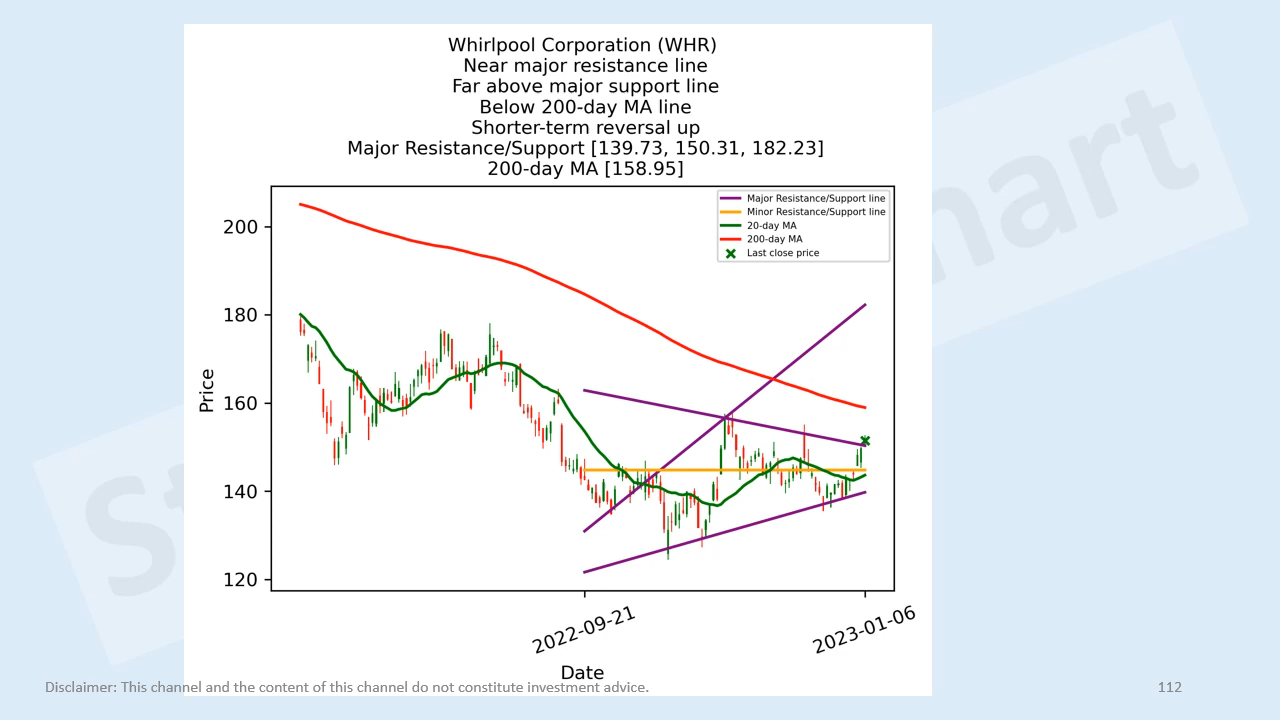 Whirlpool Corporation (WHR)
Near major resistance line
Far above major support line
Below 200-day MA line
Shorter-term reversal up
Major Resistance/Support [139.73, 150.31, 182.23]
200-day MA [158.95]
Major Resistance/Support line
Minor Resistance/Support line
20-day MA
200-day MA
Last close price
200
180
160
140
120
Price
2022-09-21
2023-01-06
Date
Disclaimer: This channel and the content of this channel do not constitute investment advice.
112